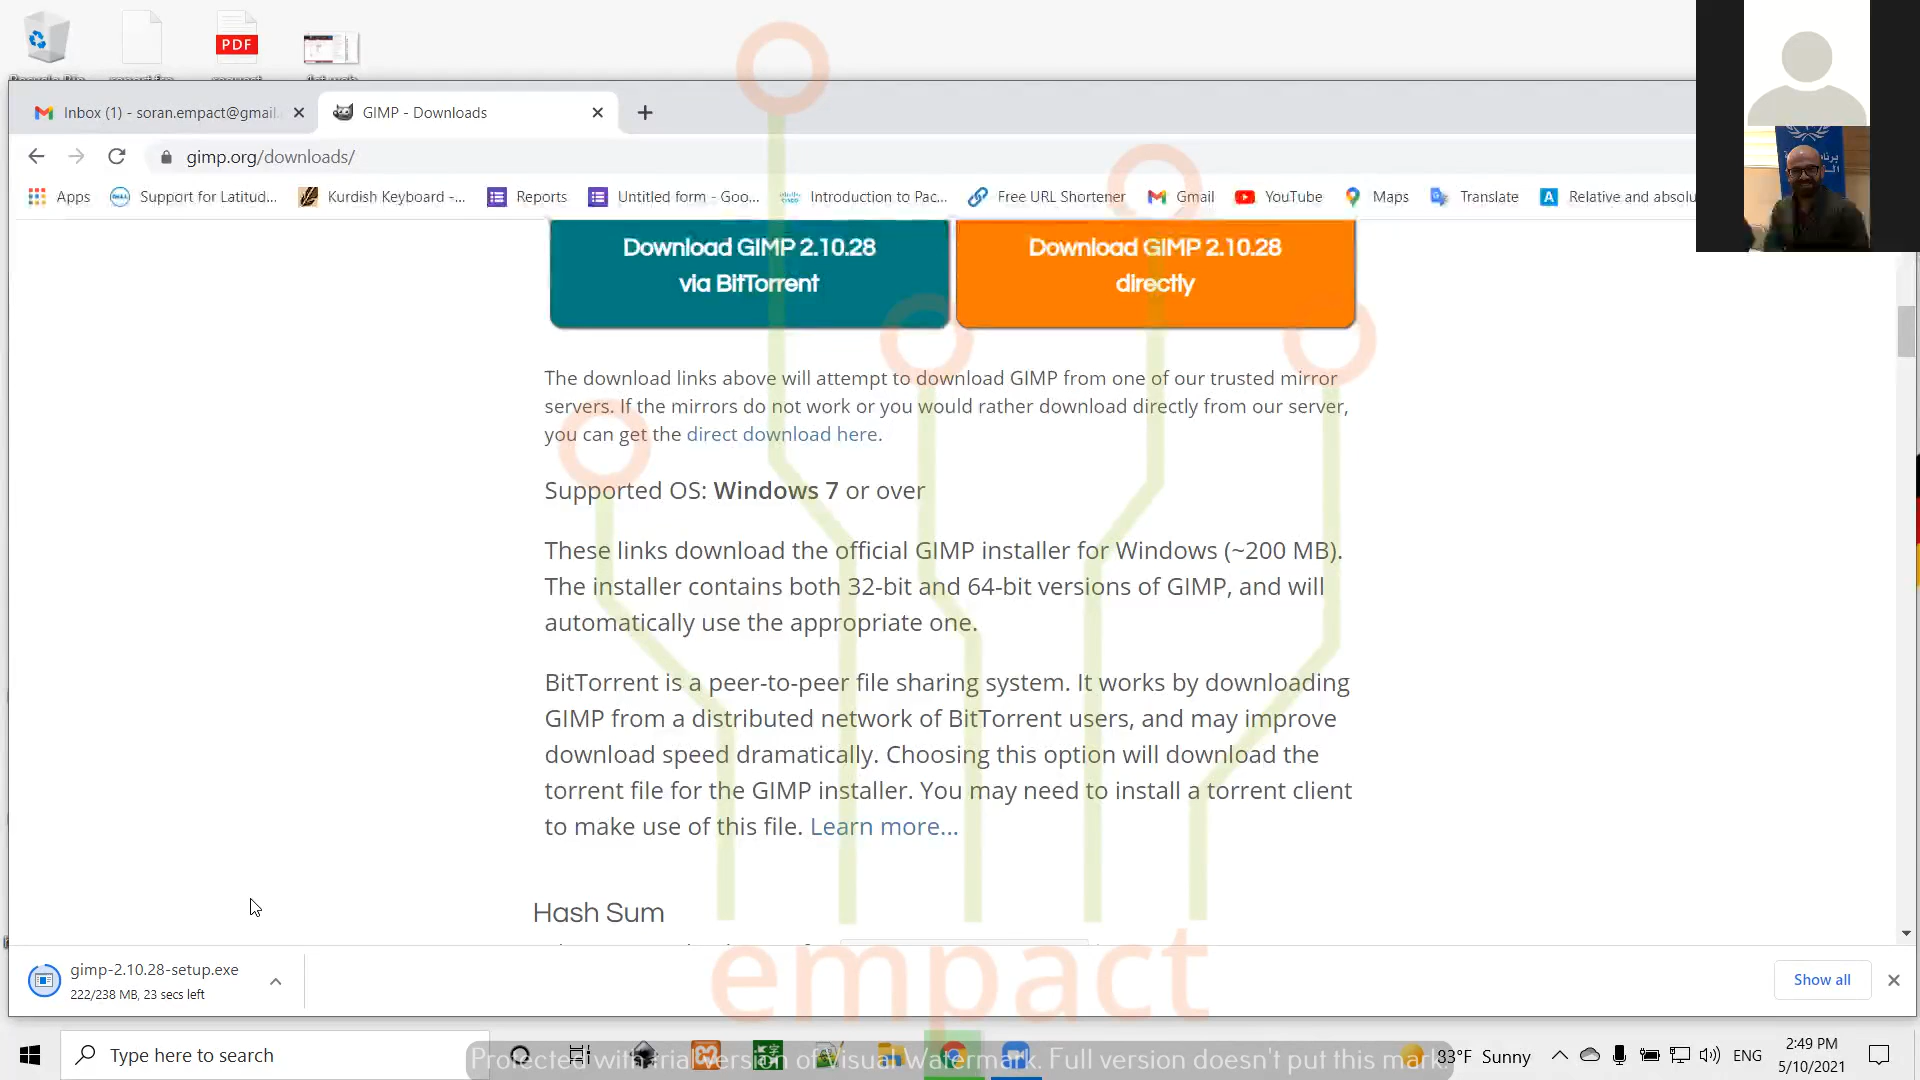 PDF
Inbox (1) - soran.empact@gmail.
GIMP - Downloads
gimp.org/downloads/
Apps
Support for Latitud...
Kurdish Keyboard -...
Reports
Untitled form - Goo...
Introduction to Pac...
Free URL Shortener
Gmail
YouTube
Maps
Translate
Relative and absolu
Download GIMP 2.10.28
via BitTorrent
Download GIMP 2.10.28
directly
The download links above will attempt to download GIMP from one of our trusted mirror
servers. If the mirrors do not work or you would rather download directly from our server,
you can get the direct download here.
Supported OS: Windows 7 or over
These links download the official GIMP installer for Windows (~200 MB).
The installer contains both 32-bit and 64-bit versions of GIMP, and will
automatically use the appropriate one.
BitTorrent is a peer-to-peer file sharing system. It works by downloading
GIMP from a distributed network of BitTorrent users, and may improve
download speed dramatically. Choosing this option will download the
torrent file for the GIMP installer. You may need to install a torrent client
to make use of this file. Learn more...
Hash Sum
empact
gimp-2.10.28-setup.exe
222/238 MB, 23 secs left
Show all
Type here to search
Protected with trial version of Visual Watermark. Full version doesn't put this mark.
83°F Sunny
ENG
2:49 PM
5/10/2021